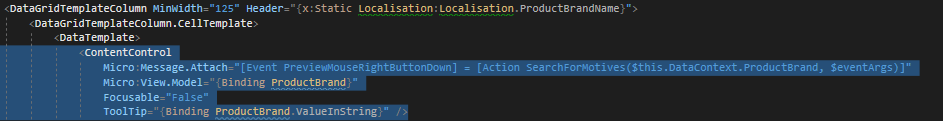 <DataGridTemplateColumn MinWidth="125" Header="{x:Static Localisation:Localisation.ProductBrandName}">
<DataGridTemplateColumn.CellTemplate>
<DataTemplate>
<ContentControl
Micro:Message.Attach="[Event PreviewMouseRightButtonDown] = [Action SearchForMotives($this.DataContext.ProductBrand, $eventArgs)]"
Micro:View.Model="{Binding ProductBrand}"
Focusable="False"
ToolTip="{Binding ProductBrand.ValueInString}" />